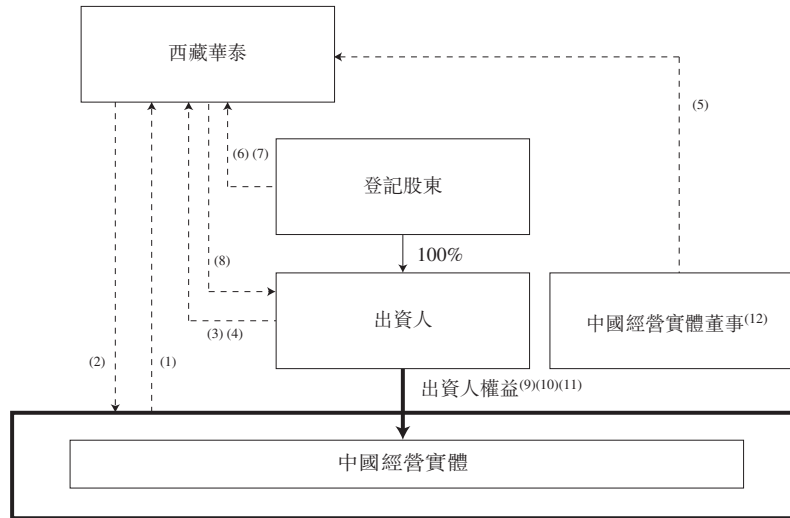 西藏華泰
(5)
(6) (7)
登記股東
100%
(8)
出資人
中國經營實體董事(12)
(3) (4)
(2)
(1)
出資人權益(9)(10)(11)
中國經營實體